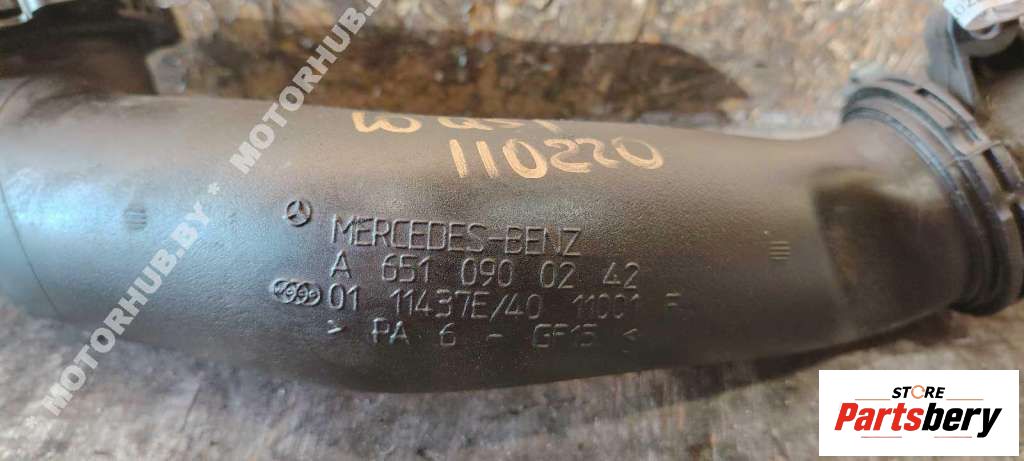 MOTORHUB.BY * MOTORHUB.BY
110220
MERCEDES-BENZ
A 651 090 02 42
01 11437E/40 11001
> PA 6 - GF15 <
STORE
Partsbery